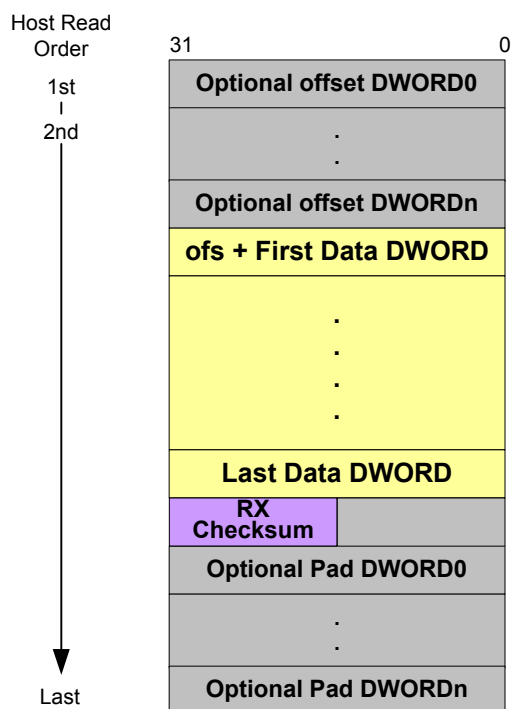 Host Read
Order
31 0
1st
2nd
Optional offset DWORD0
.
.
Optional offset DWORDn
ofs + First Data DWORD
.
.
.
.
Last Data DWORD
RX
Checksum
Optional Pad DWORD0
.
.
Optional Pad DWORDn
Last